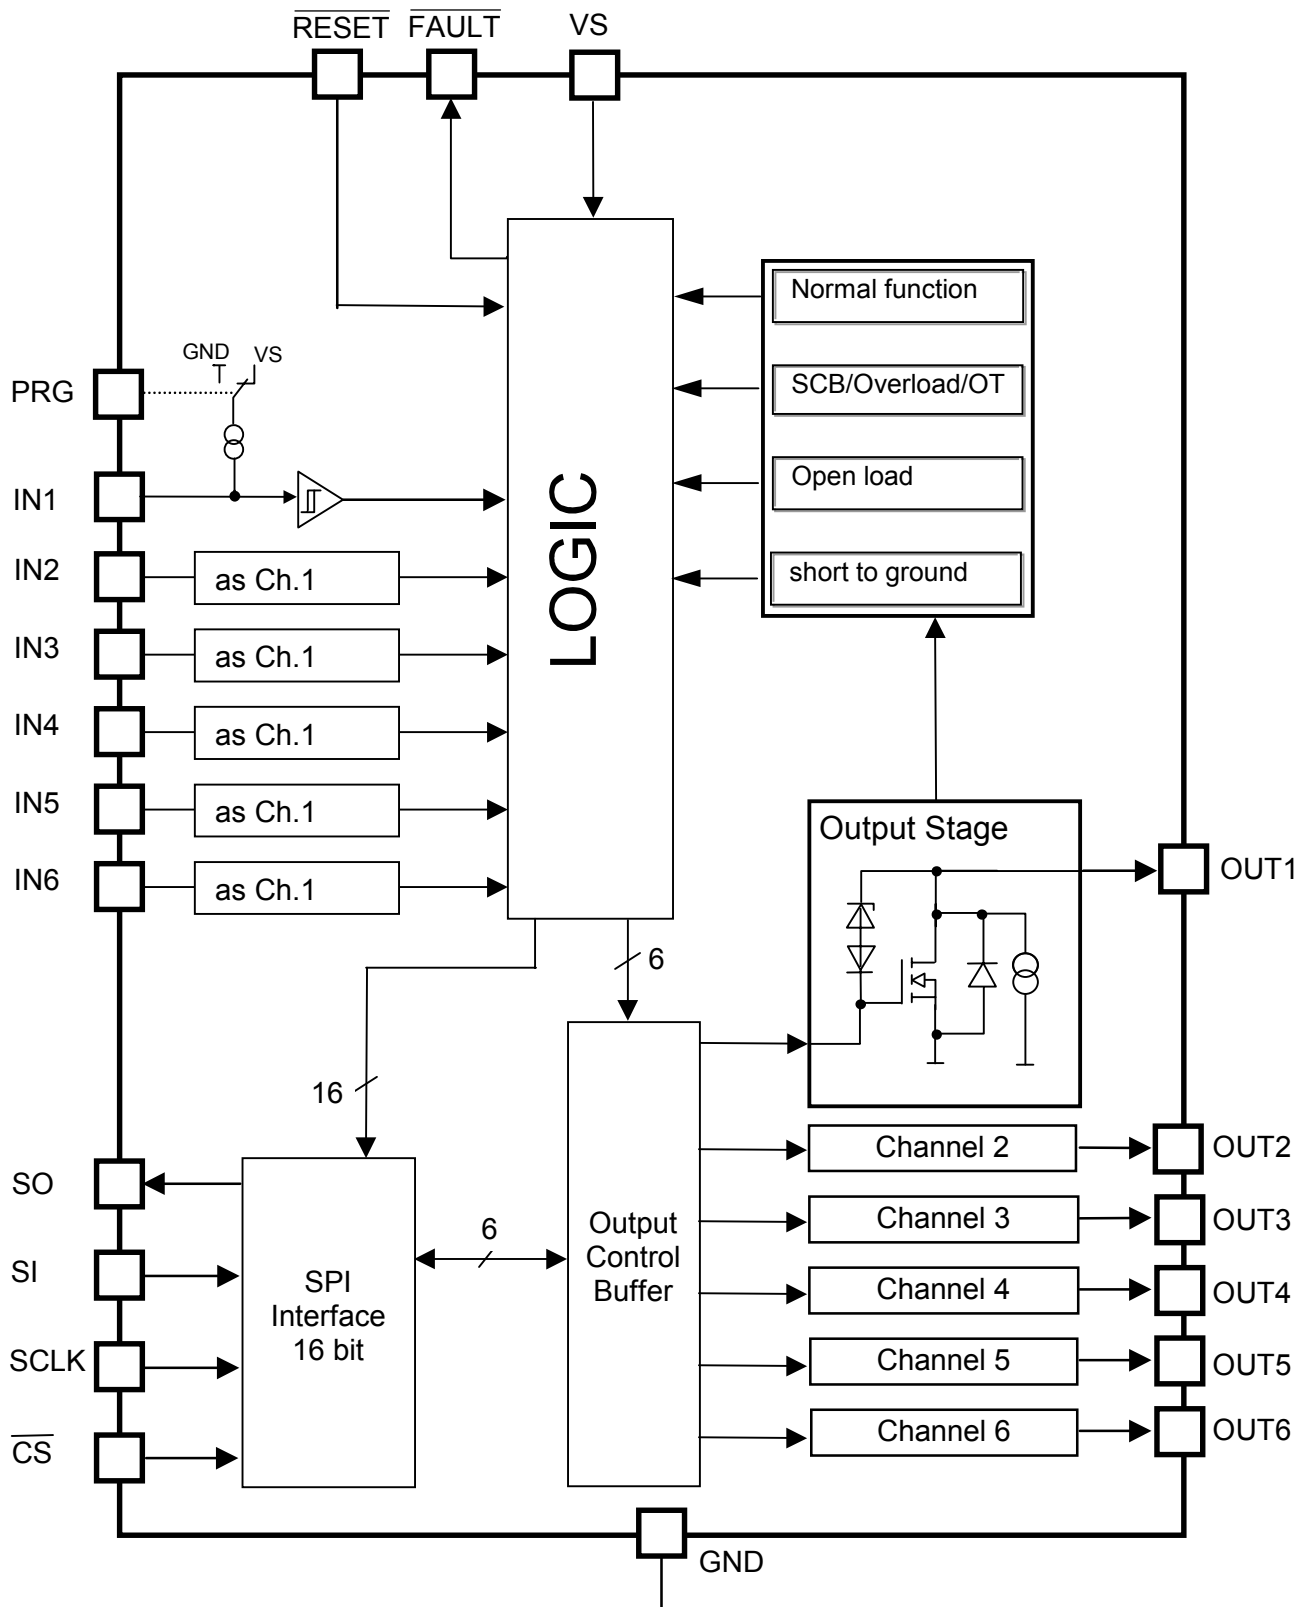 RESET FAULT VS
GND VS
PRG
IN1
IN2
as Ch.1
IN3
as Ch.1
IN4
as Ch.1
IN5
as Ch.1
IN6
as Ch.1
LOGIC
Normal function
SCB/Overload/OT
Open load
short to ground
Output Stage
OUT1
6
16
SO
SI
SCLK
CS
SPI
Interface
16 bit
6
Output
Control
Buffer
Channel 2
OUT2
Channel 3
OUT3
Channel 4
OUT4
Channel 5
OUT5
Channel 6
OUT6
GND